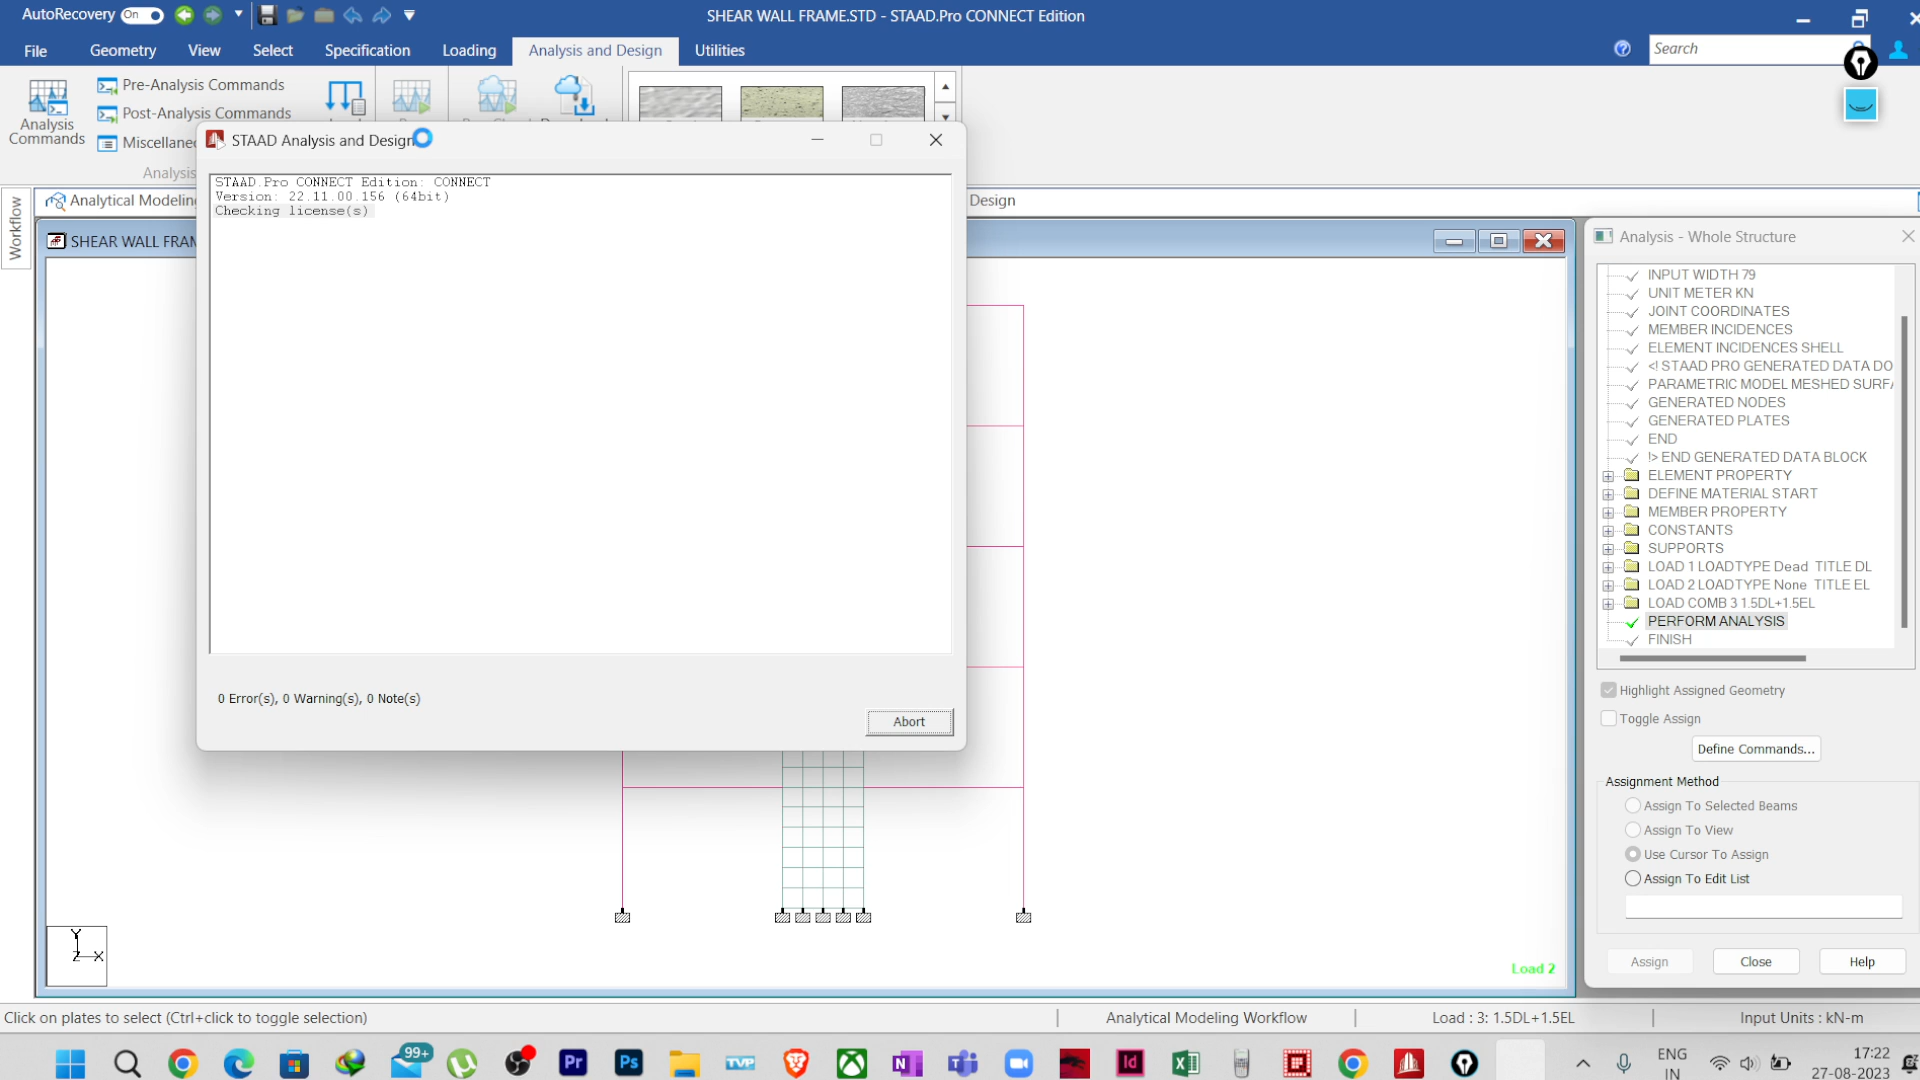 AutoRecovery On
SHEAR WALL FRAME.STD - STAAD.Pro CONNECT Edition
File Geometry View Select Specification Loading Analysis and Design Utilities
Search
Analysis Commands
Pre-Analysis Commands
Post-Analysis Commands
Analysis
Analytical Modeling
Design
Workflow
STAAD Analysis and Design
STAAD.Pro CONNECT Edition: CONNECT
Version: 22.11.00.156 (64bit)
Checking license(s)
0 Error(s), 0 Warning(s), 0 Note(s)
Abort
SHEAR WALL
Load 2
Y
Z X
Analysis - Whole Structure
INPUT WIDTH 79
UNIT METER KN
JOINT COORDINATES
MEMBER INCIDENCES
ELEMENT INCIDENCES SHELL
<! STAAD PRO GENERATED DATA DO
PARAMETRIC MODEL MESHED SURF
GENERATED NODES
GENERATED PLATES
END
!> END GENERATED DATA BLOCK
ELEMENT PROPERTY
DEFINE MATERIAL START
MEMBER PROPERTY
CONSTANTS
SUPPORTS
LOAD 1 LOADTYPE Dead TITLE DL
LOAD 2 LOADTYPE None TITLE EL
LOAD COMB 3 1.5DL+1.5EL
PERFORM ANALYSIS
FINISH
Highlight Assigned Geometry
Toggle Assign
Define Commands...
Assignment Method
Assign To Selected Beams
Assign To View
Use Cursor To Assign
Assign To Edit List
Assign Close Help
Click on plates to select (Ctrl+click to toggle selection)
Analytical Modeling Workflow
Load : 3: 1.5DL+1.5EL
Input Units : kN-m
99+
Pr
Ps
TVP
N
Id
ENG
IN
17:22
27-08-2023